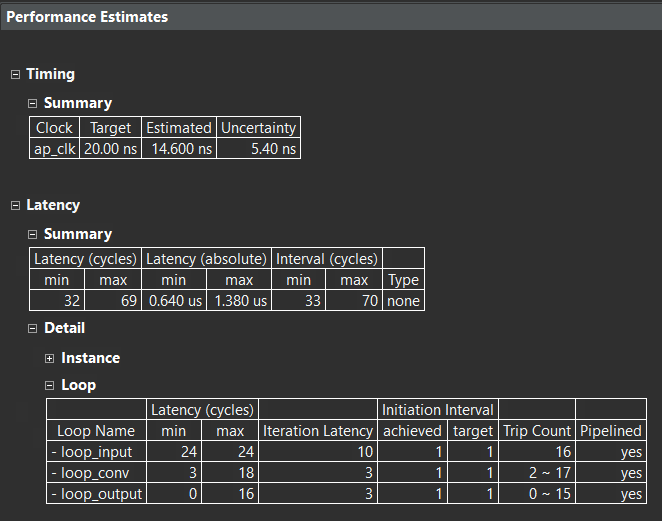 Performance Estimates
Timing
Summary
Clock Target Estimated Uncertainty
ap_clk 20.00 ns 14.600 ns 5.40 ns
Latency
Summary
Latency (cycles) Latency (absolute) Interval (cycles)
min max min max min max Type
32 69 0.640 us 1.380 us 33 70 none
Detail
Instance
Loop
Latency (cycles) Initiation Interval
Loop Name min max Iteration Latency achieved target Trip Count Pipelined
- loop_input 24 24 10 1 1 16 yes
- loop_conv 3 18 3 1 1 2 ~ 17 yes
- loop_output 0 16 3 1 1 0 ~ 15 yes